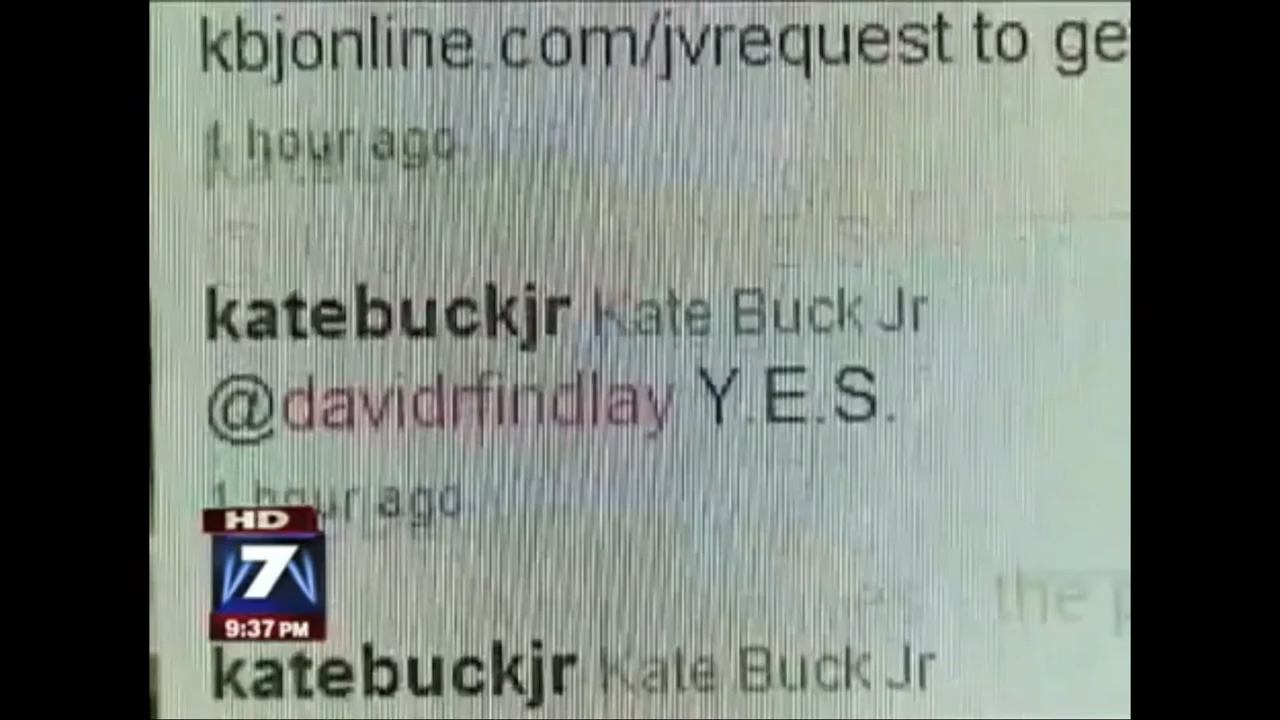 kbjonline.com/jvrequest to ge
1 hour ago
katebuckjr Kate Buck Jr
@davidrfindlay Y.E.S.
1 hour ago
HD
7
9:37 PM
the
katebuckjr Kate Buck Jr